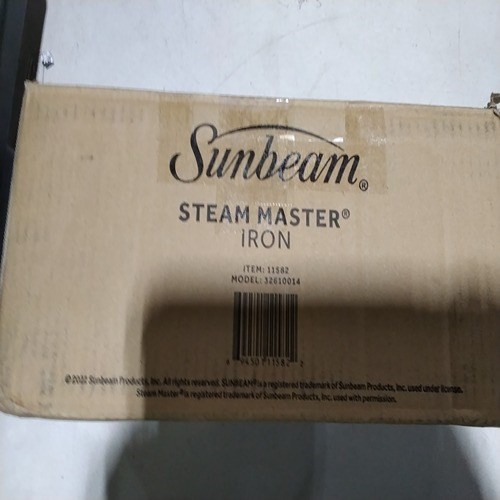 Sunbeam®
STEAM MASTER®
IRON
ITEM: 11582
MODEL: 32610014
© 2022 Sunbeam Products, Inc. All rights reserved. SUNBEAM® is a registered trademark of Sunbeam Products, Inc. used under license.
Steam Master® is registered trademark of Sunbeam Products, Inc. used with permission.